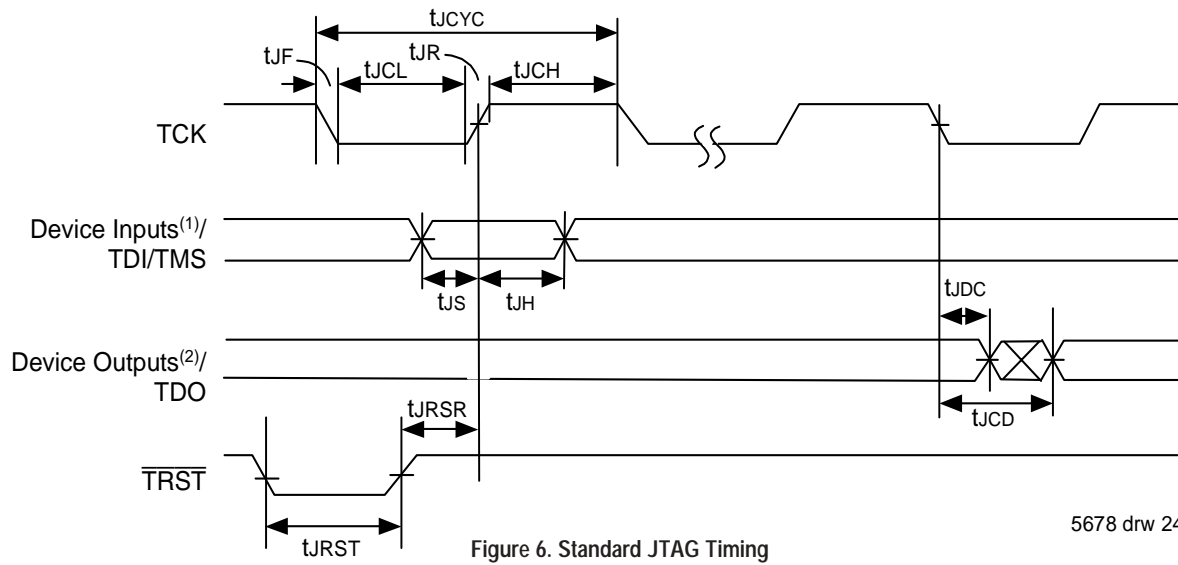 tJCYC
tJF
tJR
tJCL
tJCH
TCK
Device Inputs(1)/
TDI/TMS
tJS
tJH
tJDC
Device Outputs(2)/
TDO
tJRSR
tJCD
TRST
5678 drw 24
tJRST
Figure 6. Standard JTAG Timing